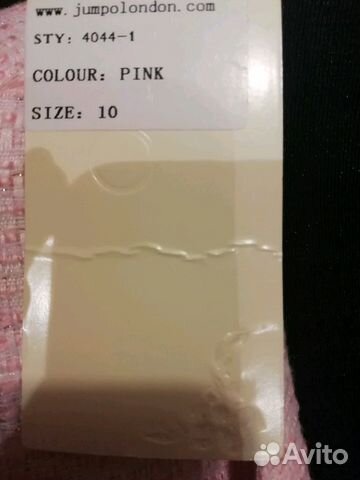 www.jumpolondon.com
STY: 4044-1
COLOUR: PINK
SIZE: 10
Avito